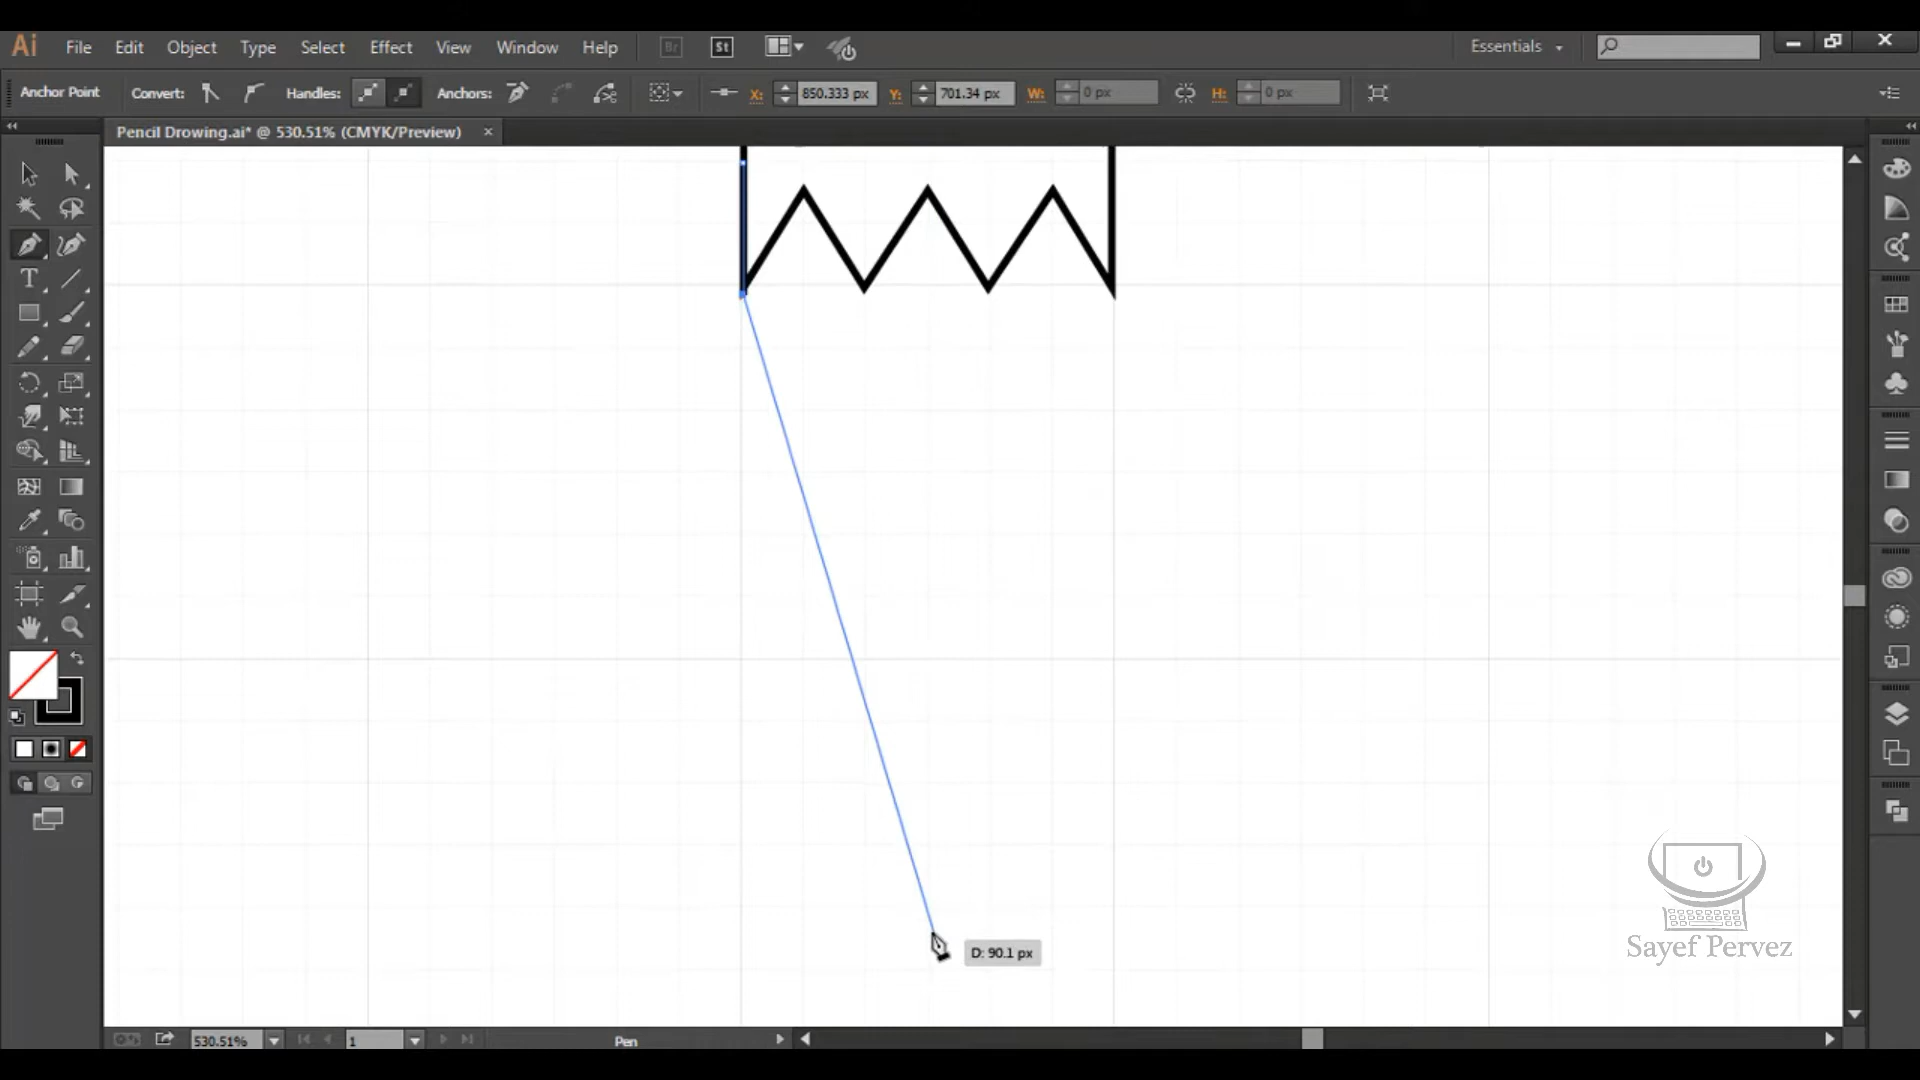 Ai File Edit Object Type Select Effect View Window Help Br St Essentials
Anchor Point Convert: Handles: Anchors: X: 850.333 px Y: 701.34 px W: 0 px H: 0 px
Pencil Drowing.ai* @ 530.51% (CMYK/Preview) ×
T
D: 90.1 px
Sayef Pervez
530.51% 1 Pen